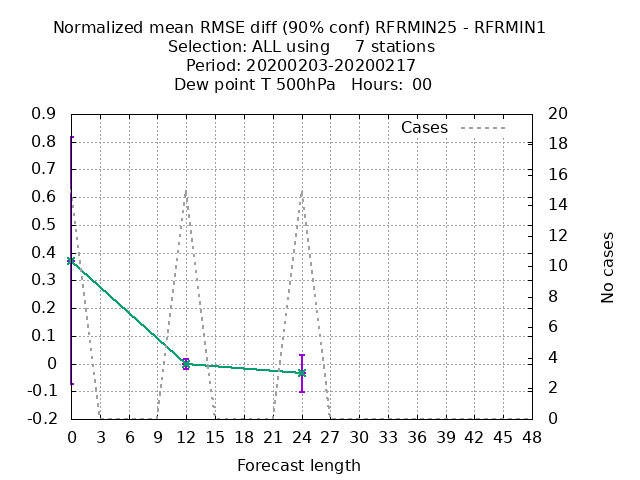 Normalized mean RMSE diff (90% conf) RFRMIN25 - RFRMIN1
Selection: ALL using     7 stations
Period: 20200203-20200217
Dew point T 500hPa   Hours: 00
Cases
0.9
0.8
0.7
0.6
0.5
0.4
0.3
0.2
0.1
0
-0.1
-0.2
20
18
16
14
12
10
8
6
4
2
0
No cases
0 3 6 9 12 15 18 21 24 27 30 33 36 39 42 45 48
Forecast length